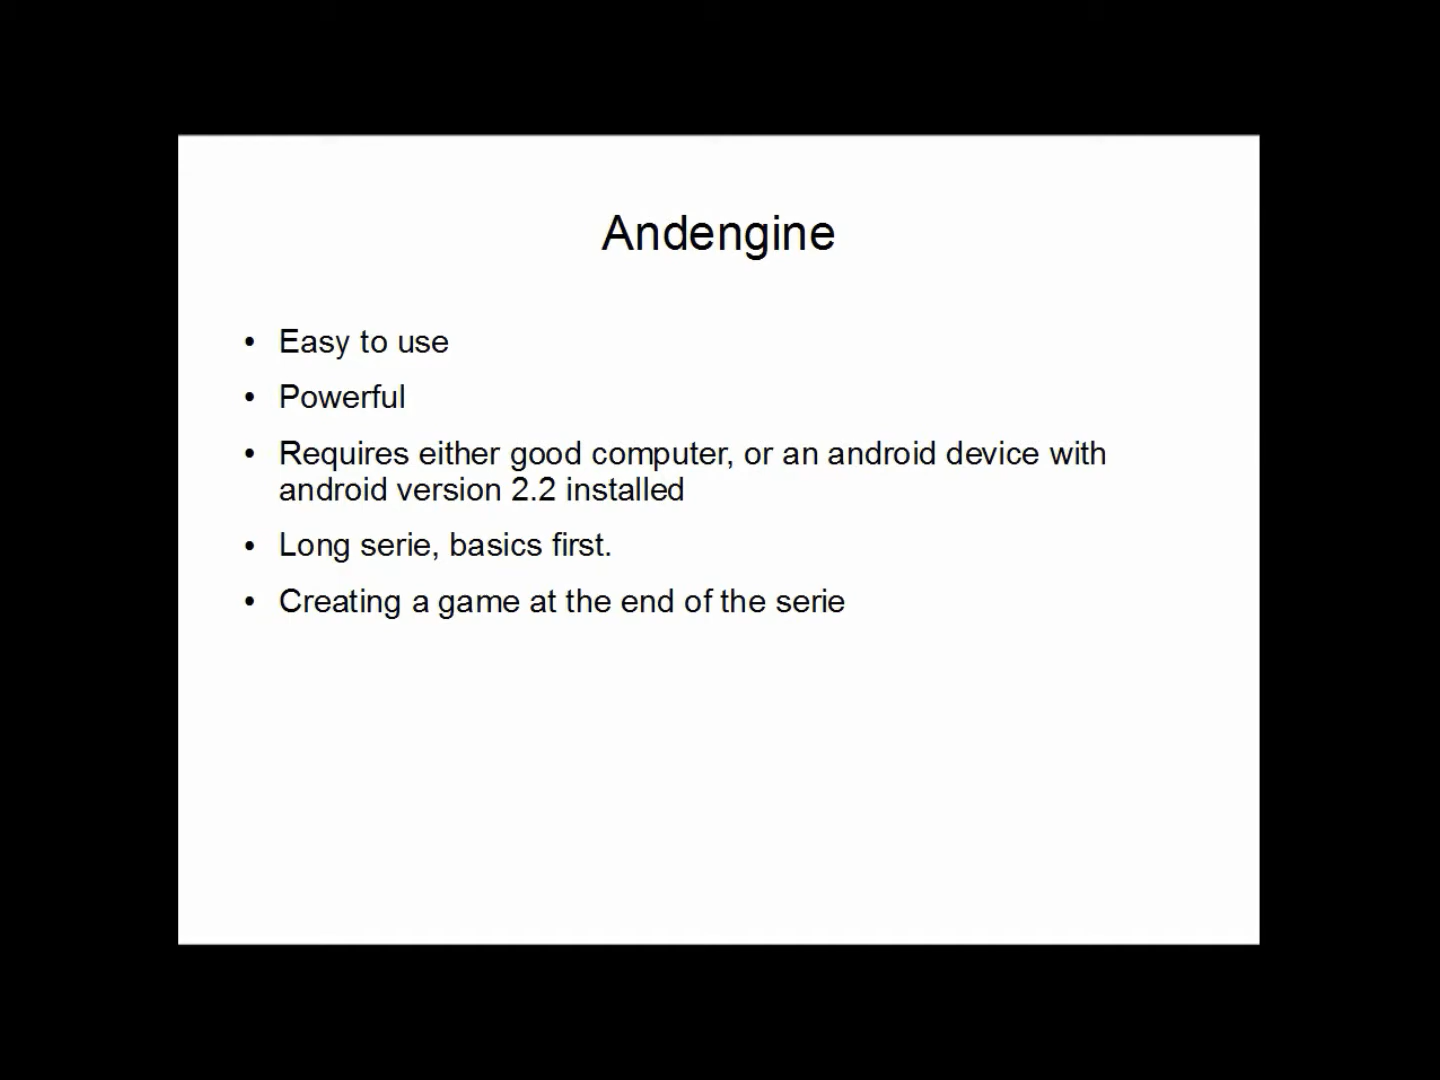 Andengine
• Easy to use
• Powerful
• Requires either good computer, or an android device with
android version 2.2 installed
• Long serie, basics first.
• Creating a game at the end of the serie